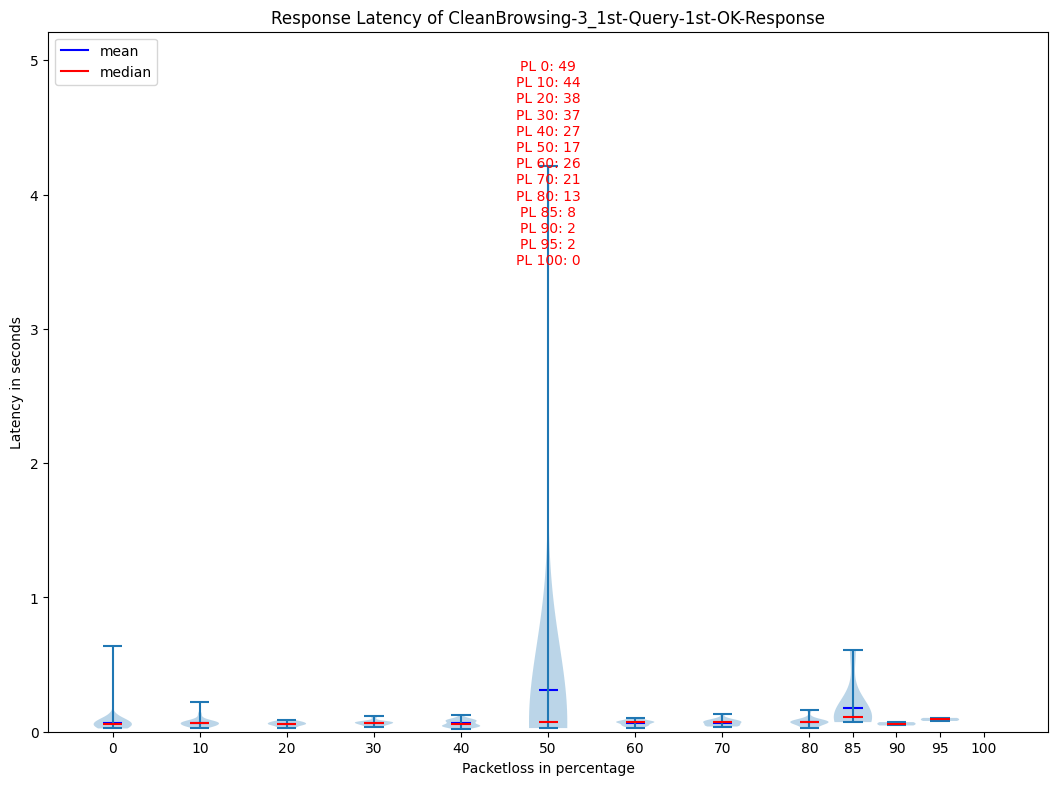 Response Latency of CleanBrowsing-3_1st-Query-1st-OK-Response
mean
median
PL 0: 49
PL 10: 44
PL 20: 38
PL 30: 37
PL 40: 27
PL 50: 17
PL 60: 26
PL 70: 21
PL 80: 13
PL 85: 8
PL 90: 2
PL 95: 2
PL 100: 0
Latency in seconds
5
4
3
2
1
0
0 10 20 30 40 50 60 70 80 85 90 95 100
Packetloss in percentage